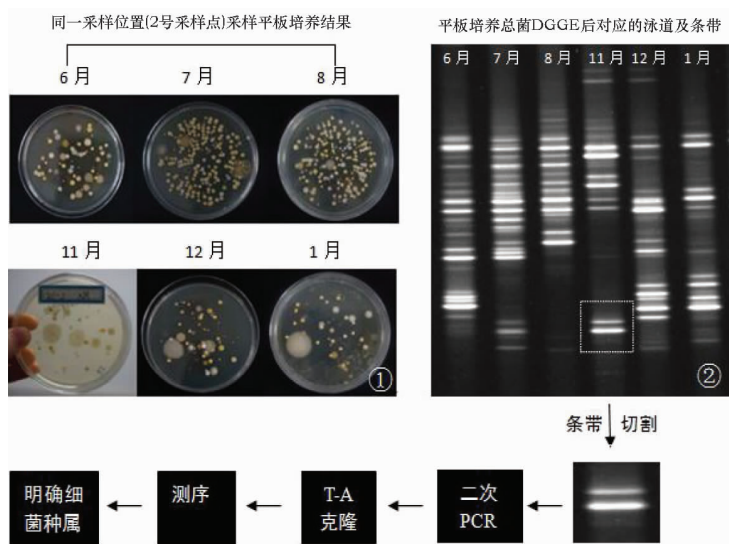 同一采样位置(2号采样点)采样平板培养结果
6月 7月 8月
11月 12月 1月
①
平板培养总菌DGGE后对应的泳道及条带
6月 7月 8月 11月 12月 1月
②
条带 切割
二次
PCR
T-A
克隆
测序
明确细
菌种属